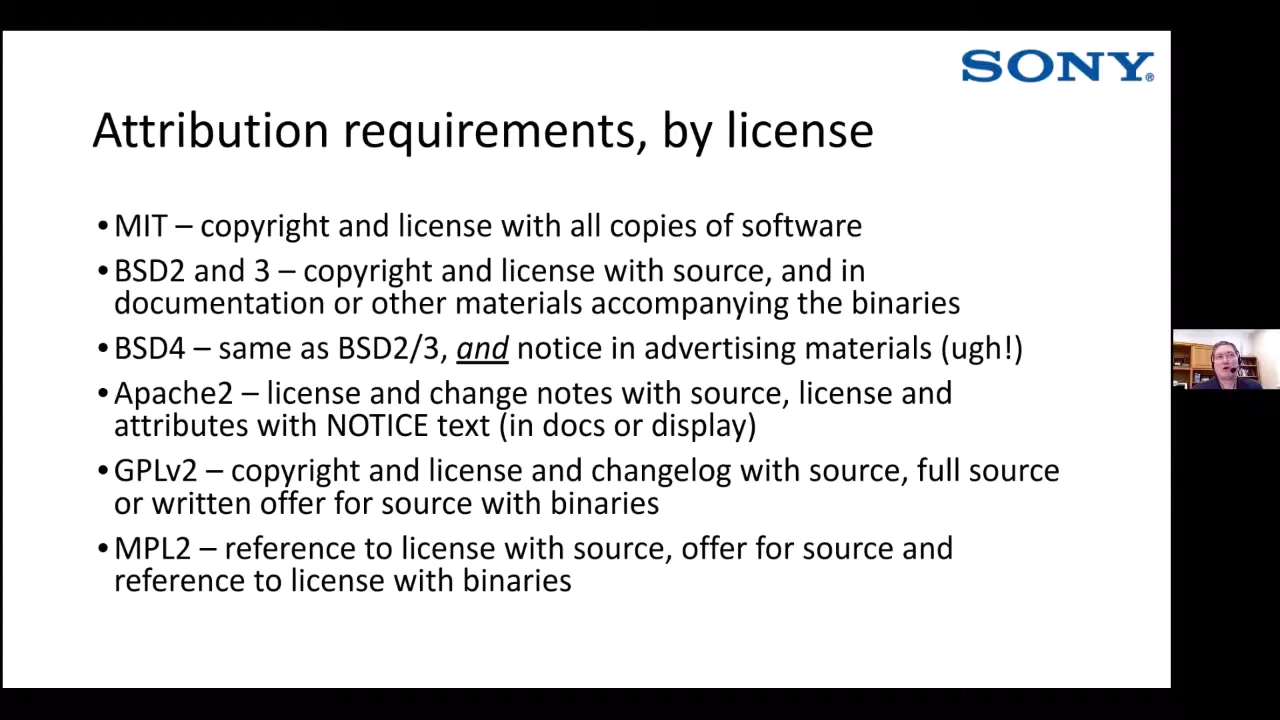 SONY®
Attribution requirements, by license
•MIT – copyright and license with all copies of software
•BSD2 and 3 – copyright and license with source, and in
documentation or other materials accompanying the binaries
•BSD4 – same as BSD2/3, and notice in advertising materials (ugh!)
•Apache2 – license and change notes with source, license and
attributes with NOTICE text (in docs or display)
•GPLv2 – copyright and license and changelog with source, full source
or written offer for source with binaries
•MPL2 – reference to license with source, offer for source and
reference to license with binaries